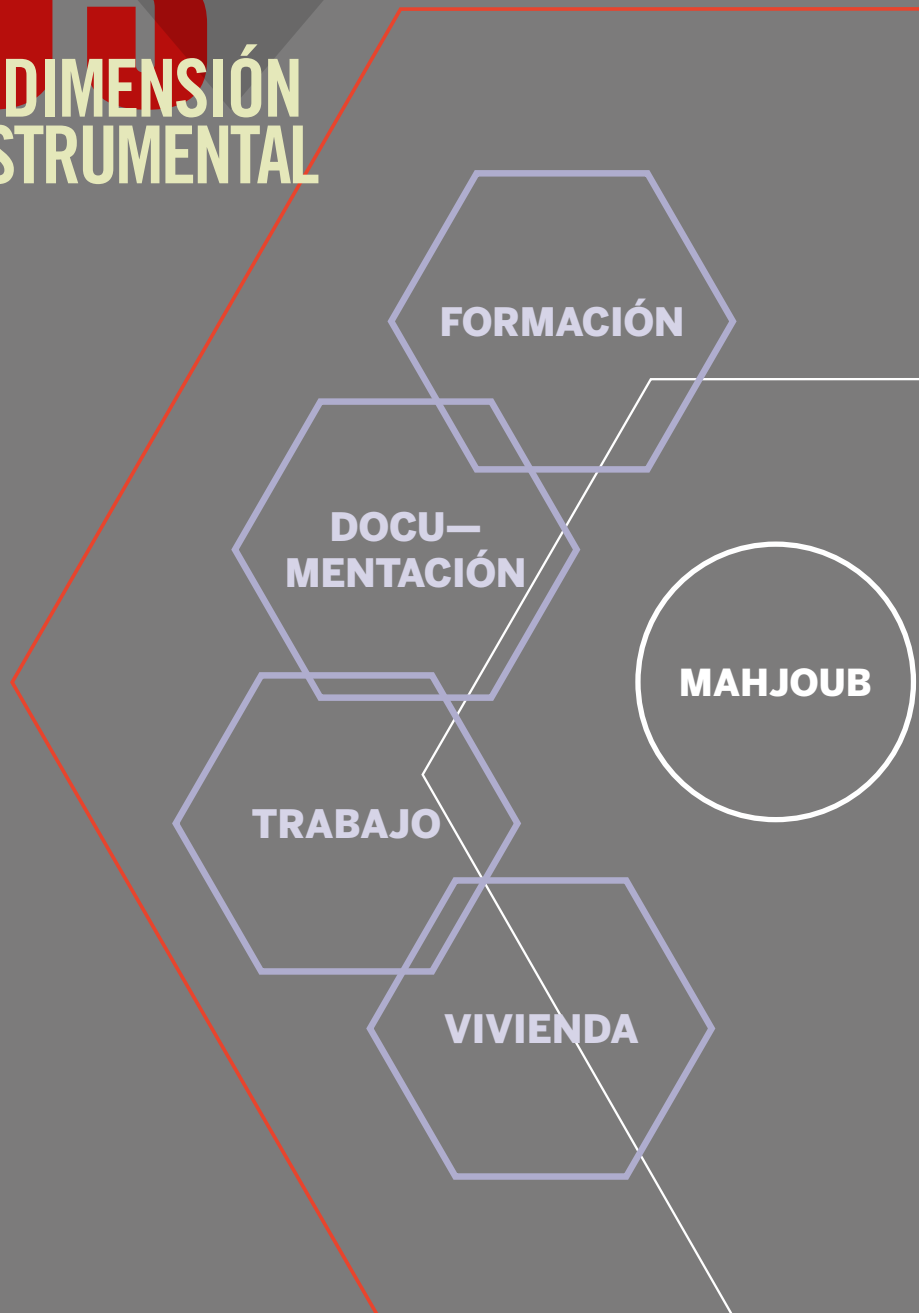 DIMENSIÓN
STRUMENTAL
FORMACIÓN
DOCU—
MENTACIÓN
MAHJOUB
TRABAJO
VIVIENDA